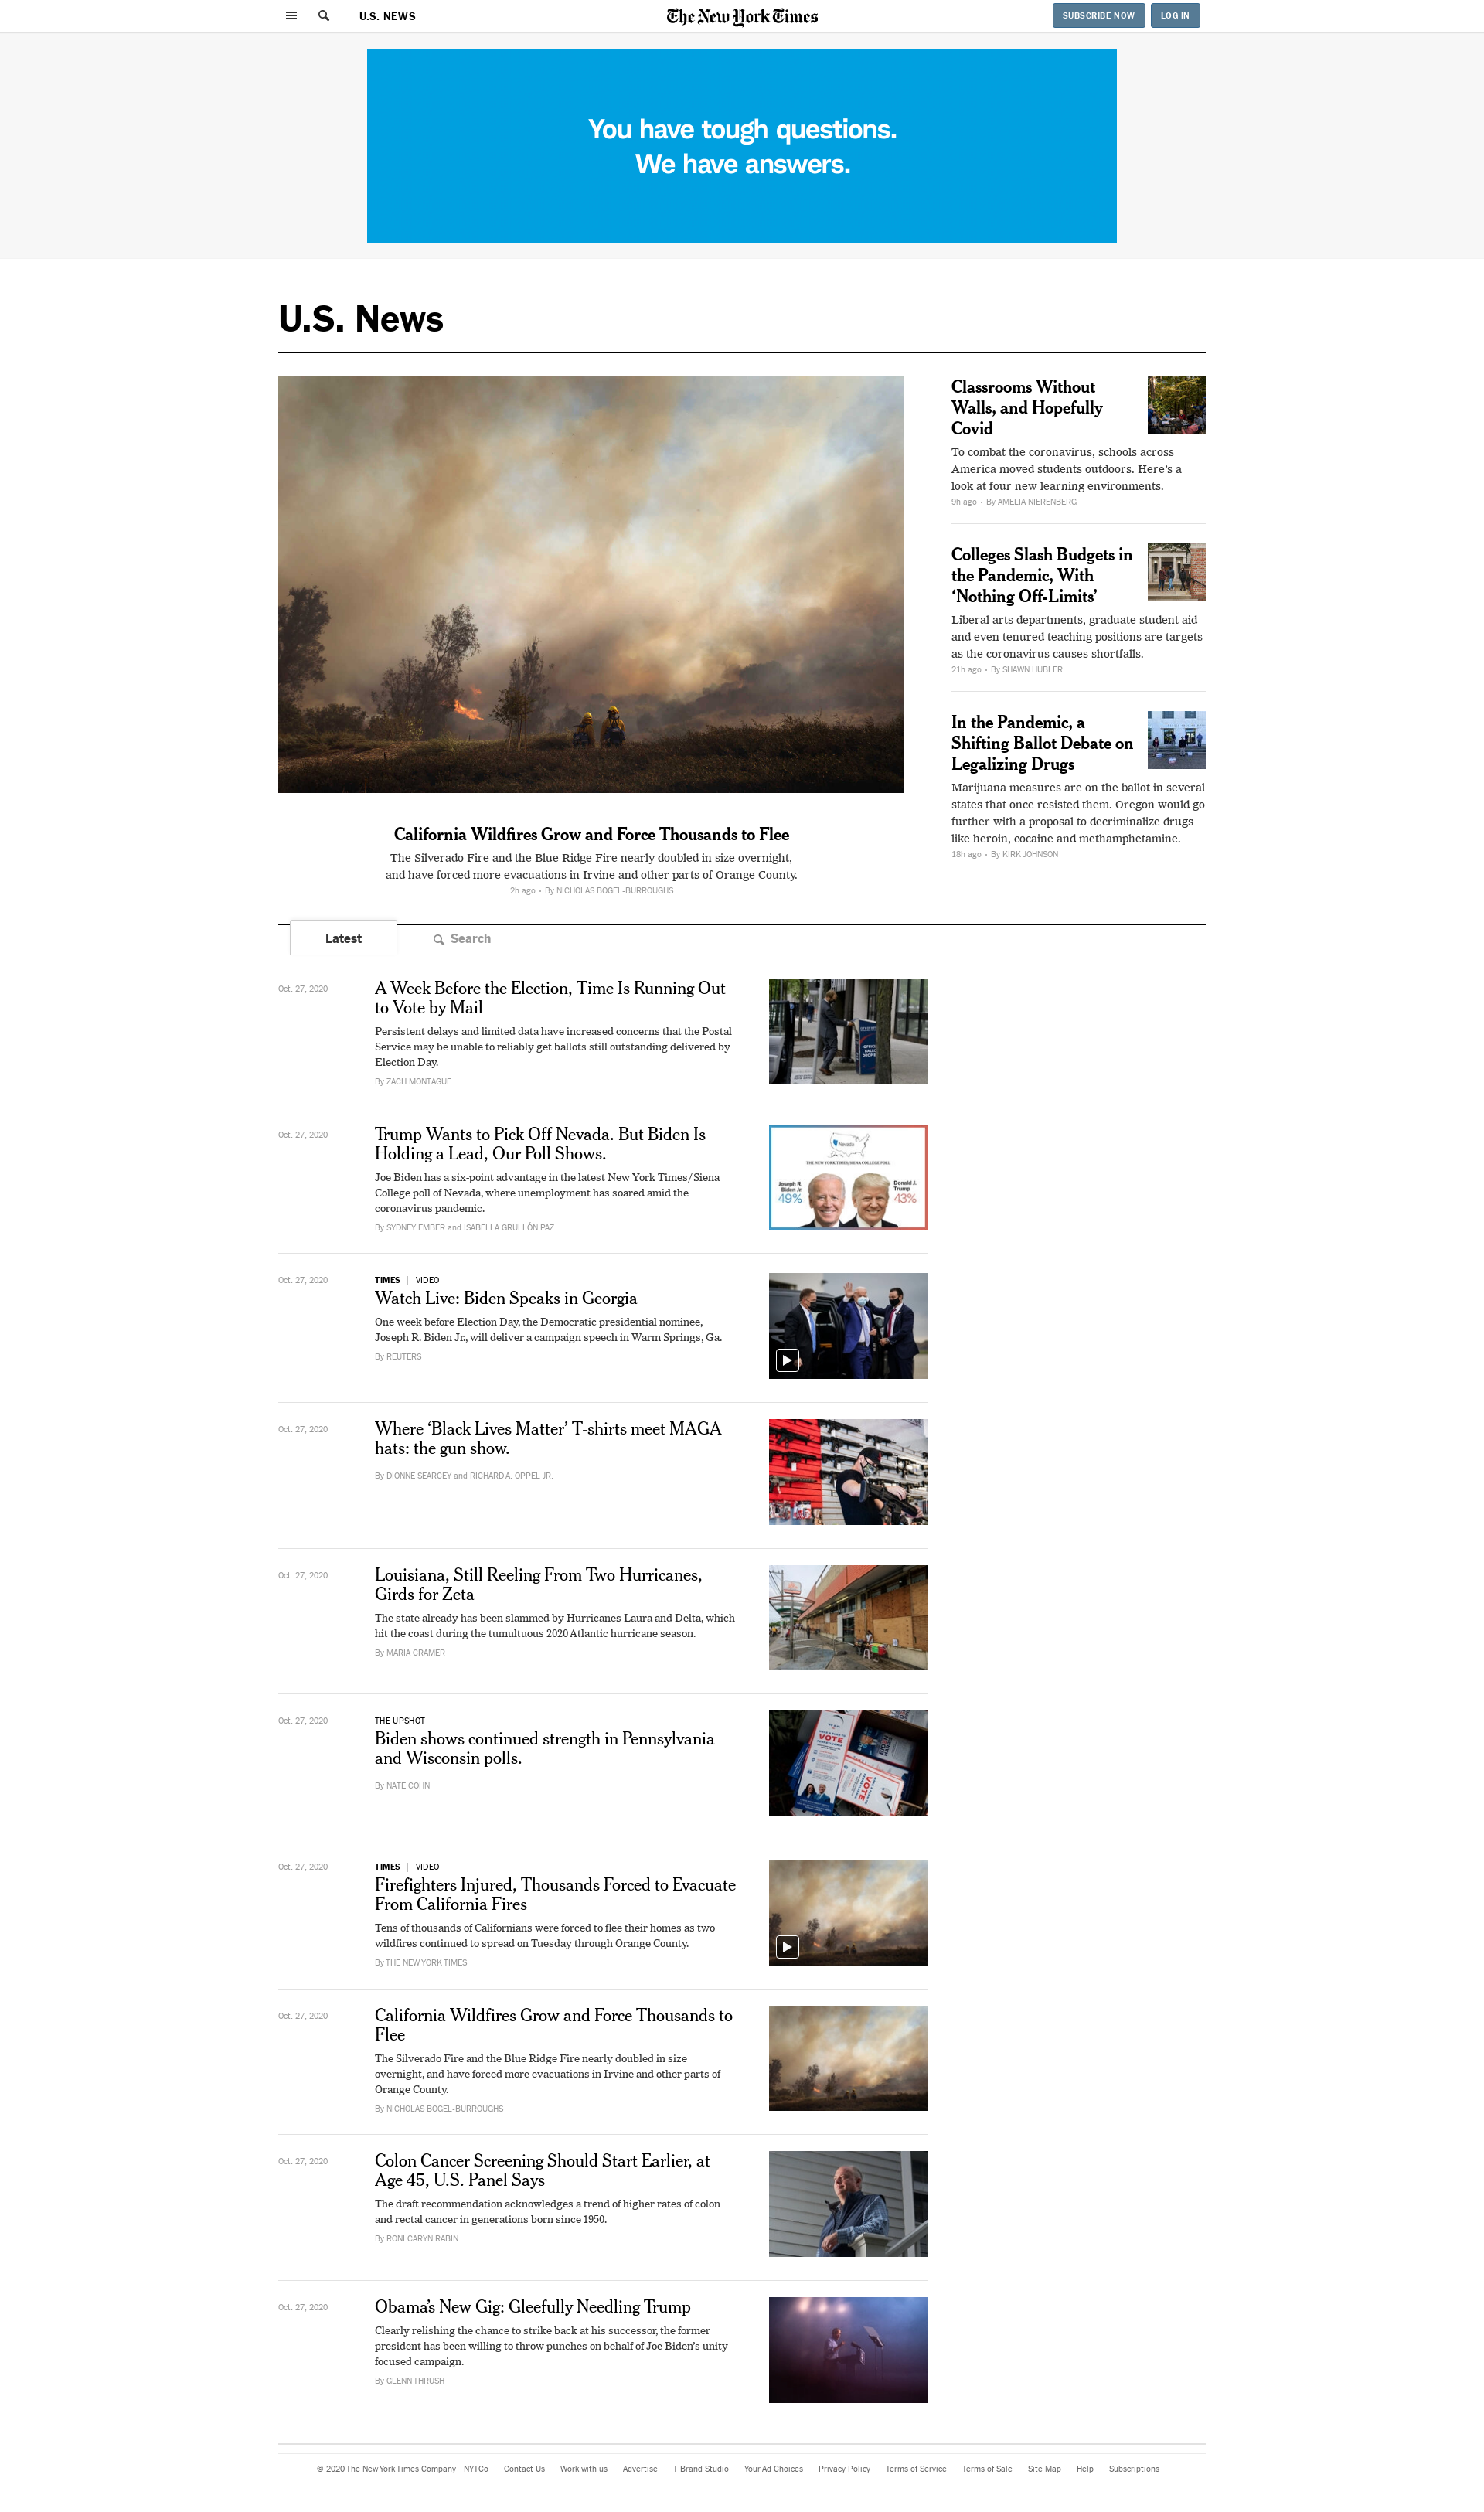 U.S. NEWS
The New York Times
SUBSCRIBE NOW
LOG IN
You have tough questions.
We have answers.
U.S. News
California Wildfires Grow and Force Thousands to Flee
The Silverado Fire and the Blue Ridge Fire nearly doubled in size overnight,
and have forced more evacuations in Irvine and other parts of Orange County.
2h ago • By NICHOLAS BOGEL-BURROUGHS
Classrooms Without
Walls, and Hopefully
Covid
To combat the coronavirus, schools across
America moved students outdoors. Here’s a
look at four new learning environments.
9h ago • By AMELIA NIERENBERG
Colleges Slash Budgets in
the Pandemic, With
‘Nothing Off-Limits’
Liberal arts departments, graduate student aid
and even tenured teaching positions are targets
as the coronavirus causes shortfalls.
21h ago • By SHAWN HUBLER
In the Pandemic, a
Shifting Ballot Debate on
Legalizing Drugs
Marijuana measures are on the ballot in several
states that once resisted them. Oregon would go
further with a proposal to decriminalize drugs
like heroin, cocaine and methamphetamine.
18h ago • By KIRK JOHNSON
Latest
Search
Oct. 27, 2020
A Week Before the Election, Time Is Running Out
to Vote by Mail
Persistent delays and limited data have increased concerns that the Postal
Service may be unable to reliably get ballots still outstanding delivered by
Election Day.
By ZACH MONTAGUE
Oct. 27, 2020
Trump Wants to Pick Off Nevada. But Biden Is
Holding a Lead, Our Poll Shows.
Joe Biden has a six-point advantage in the latest New York Times/Siena
College poll of Nevada, where unemployment has soared amid the
coronavirus pandemic.
By SYDNEY EMBER and ISABELLA GRULLÓN PAZ
Nevada
THE NEW YORK TIMES/SIENA COLLEGE POLL
Joseph R.
Biden Jr.
49%
Donald J.
Trump
43%
Oct. 27, 2020
TIMES | VIDEO
Watch Live: Biden Speaks in Georgia
One week before Election Day, the Democratic presidential nominee,
Joseph R. Biden Jr., will deliver a campaign speech in Warm Springs, Ga.
By REUTERS
Oct. 27, 2020
Where ‘Black Lives Matter’ T-shirts meet MAGA
hats: the gun show.
By DIONNE SEARCEY and RICHARD A. OPPEL JR.
Oct. 27, 2020
Louisiana, Still Reeling From Two Hurricanes,
Girds for Zeta
The state already has been slammed by Hurricanes Laura and Delta, which
hit the coast during the tumultuous 2020 Atlantic hurricane season.
By MARIA CRAMER
Oct. 27, 2020
THE UPSHOT
Biden shows continued strength in Pennsylvania
and Wisconsin polls.
By NATE COHN
VOTE
VOTE
Oct. 27, 2020
TIMES | VIDEO
Firefighters Injured, Thousands Forced to Evacuate
From California Fires
Tens of thousands of Californians were forced to flee their homes as two
wildfires continued to spread on Tuesday through Orange County.
By THE NEW YORK TIMES
Oct. 27, 2020
California Wildfires Grow and Force Thousands to
Flee
The Silverado Fire and the Blue Ridge Fire nearly doubled in size
overnight, and have forced more evacuations in Irvine and other parts of
Orange County.
By NICHOLAS BOGEL-BURROUGHS
Oct. 27, 2020
Colon Cancer Screening Should Start Earlier, at
Age 45, U.S. Panel Says
The draft recommendation acknowledges a trend of higher rates of colon
and rectal cancer in generations born since 1950.
By RONI CARYN RABIN
Oct. 27, 2020
Obama’s New Gig: Gleefully Needling Trump
Clearly relishing the chance to strike back at his successor, the former
president has been willing to throw punches on behalf of Joe Biden’s unity-
focused campaign.
By GLENN THRUSH
© 2020 The New York Times Company NYTCo Contact Us Work with us Advertise T Brand Studio Your Ad Choices Privacy Policy Terms of Service Terms of Sale Site Map Help Subscriptions